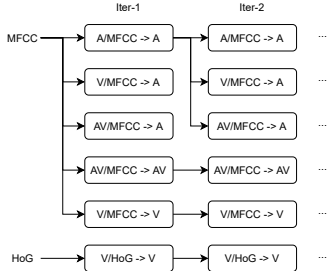 Iter-1 Iter-2
MFCC A/MFCC -> A A/MFCC -> A ...
V/MFCC -> A V/MFCC -> A ...
AV/MFCC -> A AV/MFCC -> A ...
AV/MFCC -> AV AV/MFCC -> AV ...
V/MFCC -> V V/MFCC -> V ...
HoG V/HoG -> V V/HoG -> V ...